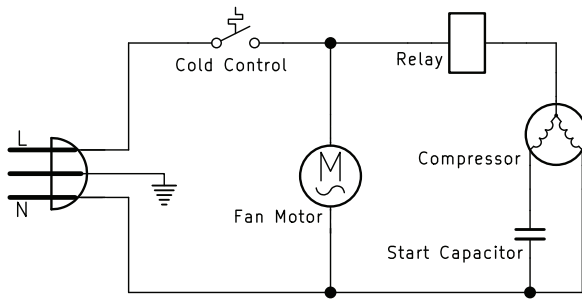 Cold Control
Relay
L
N
M
Fan Motor
Compressor
Start Capacitor